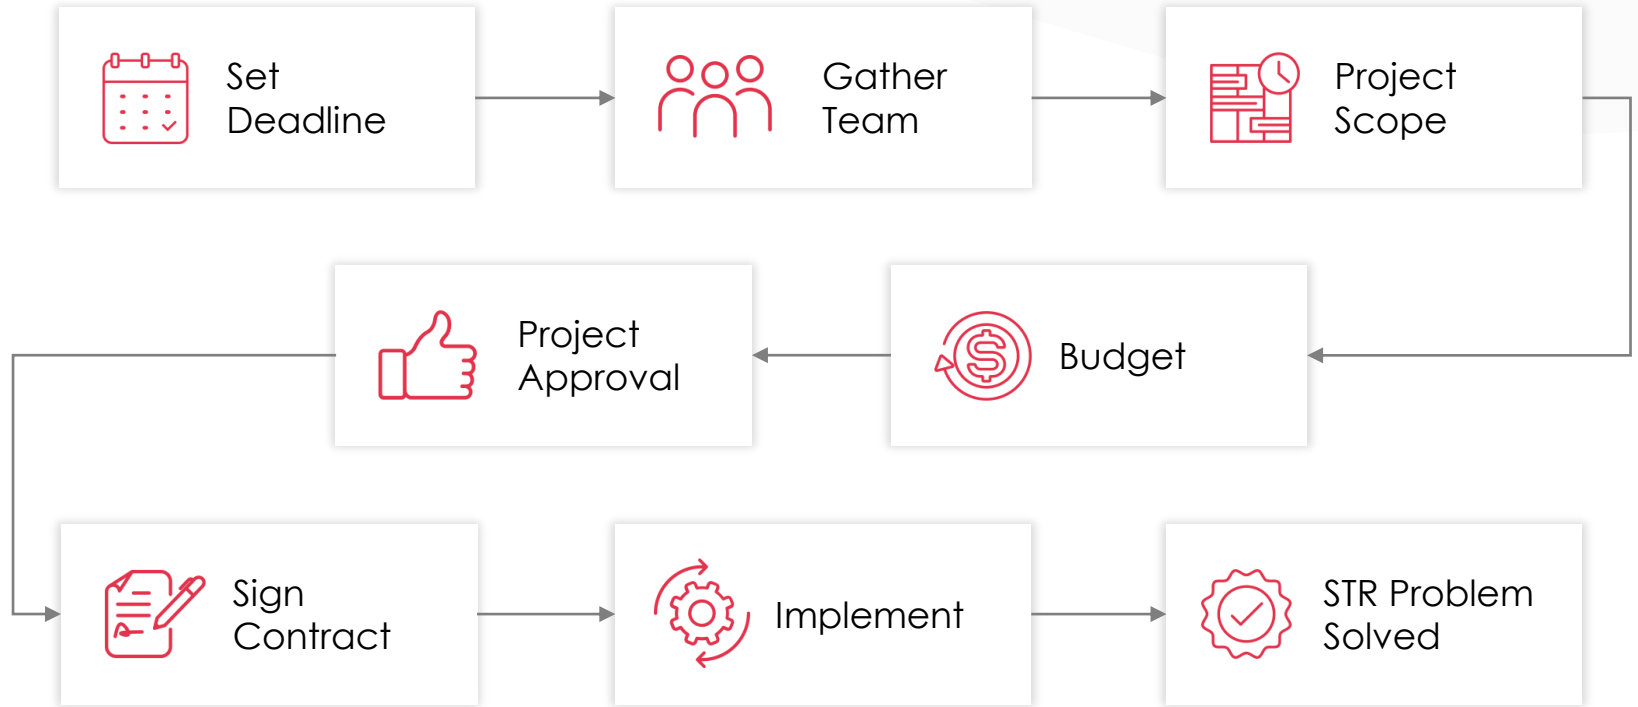 Set
Deadline
Gather
Team
Project
Scope
Budget
Project
Approval
Sign
Contract
Implement
STR Problem
Solved